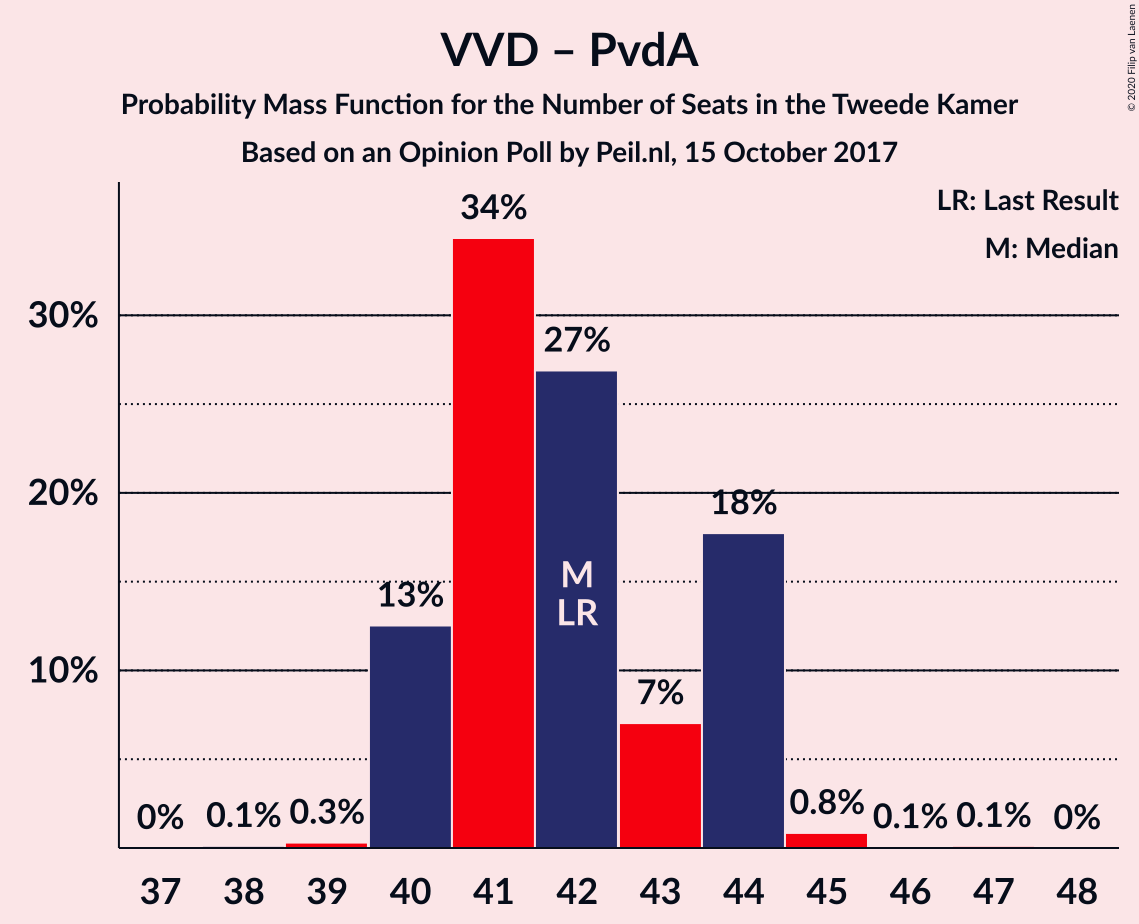 VVD – PvdA
Probability Mass Function for the Number of Seats in the Tweede Kamer
Based on an Opinion Poll by Peil.nl, 15 October 2017
© 2020 Filip van Laenen
LR: Last Result
M: Median
34%
30%
27%
20%
18%
M
LR
13%
10%
7%
0%
0.1%
0.3%
0.8%
0.1%
0.1%
0%
37 38 39 40 41 42 43 44 45 46 47 48